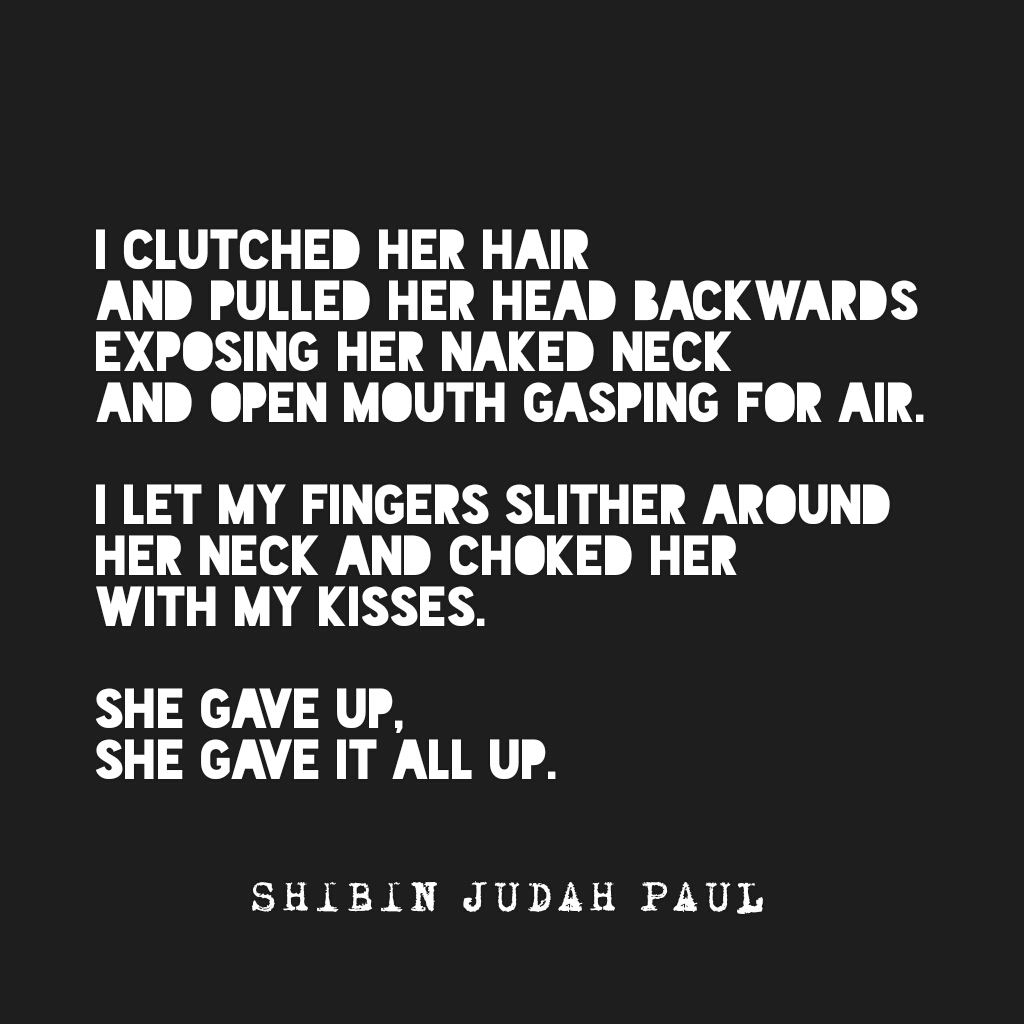 I CLUTCHED HER HAIR
AND PULLED HER HEAD BACKWARDS
EXPOSING HER NAKED NECK
AND OPEN MOUTH GASPING FOR AIR.
I LET MY FINGERS SLITHER AROUND
HER NECK AND CHOKED HER
WITH MY KISSES.
SHE GAVE UP,
SHE GAVE IT ALL UP.
SHIBIN JUDAH PAUL